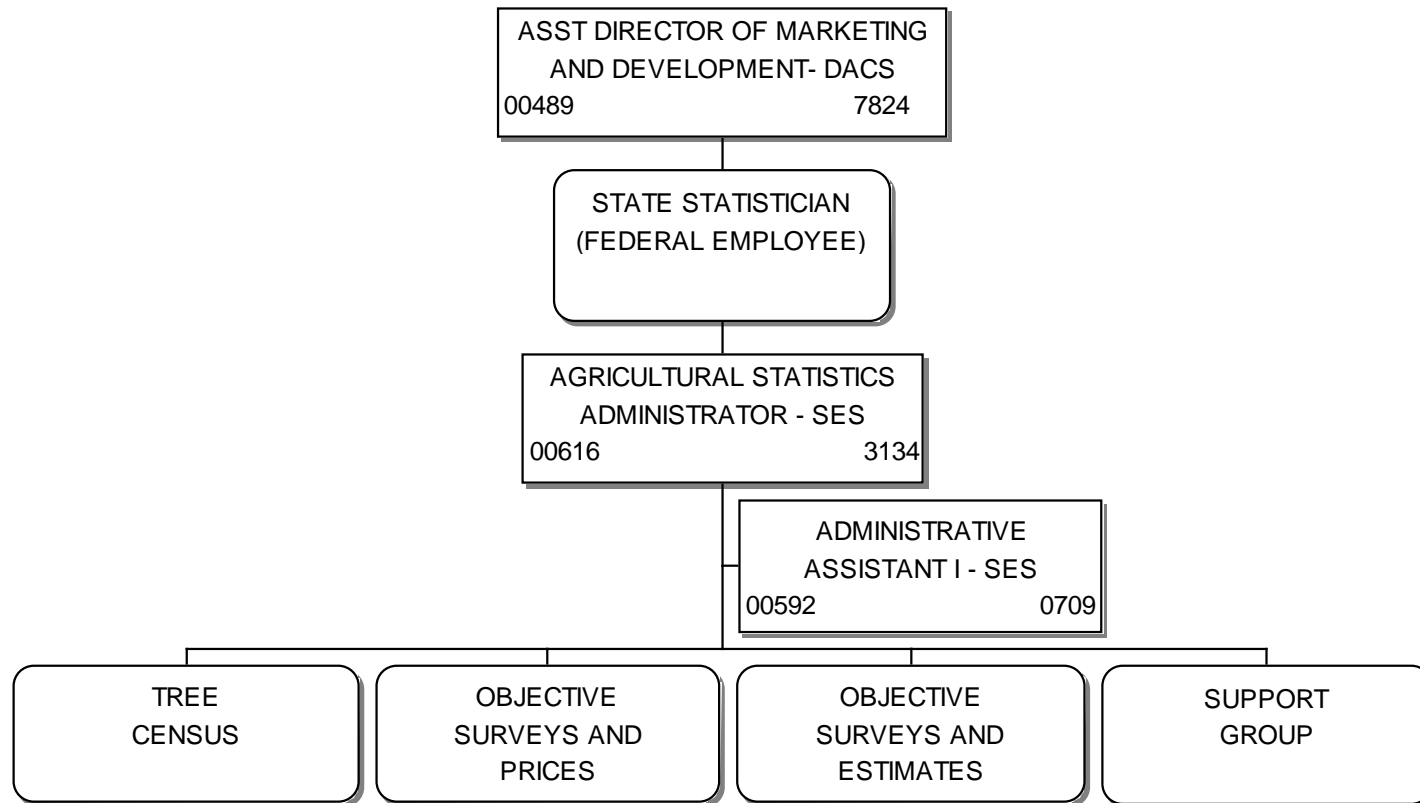 ASST DIRECTOR OF MARKETING
AND DEVELOPMENT- DACS
00489 7824
STATE STATISTICIAN
(FEDERAL EMPLOYEE)
AGRICULTURAL STATISTICS
ADMINISTRATOR - SES
00616 3134
ADMINISTRATIVE
ASSISTANT I - SES
00592 0709
TREE
CENSUS
OBJECTIVE
SURVEYS AND
PRICES
OBJECTIVE
SURVEYS AND
ESTIMATES
SUPPORT
GROUP